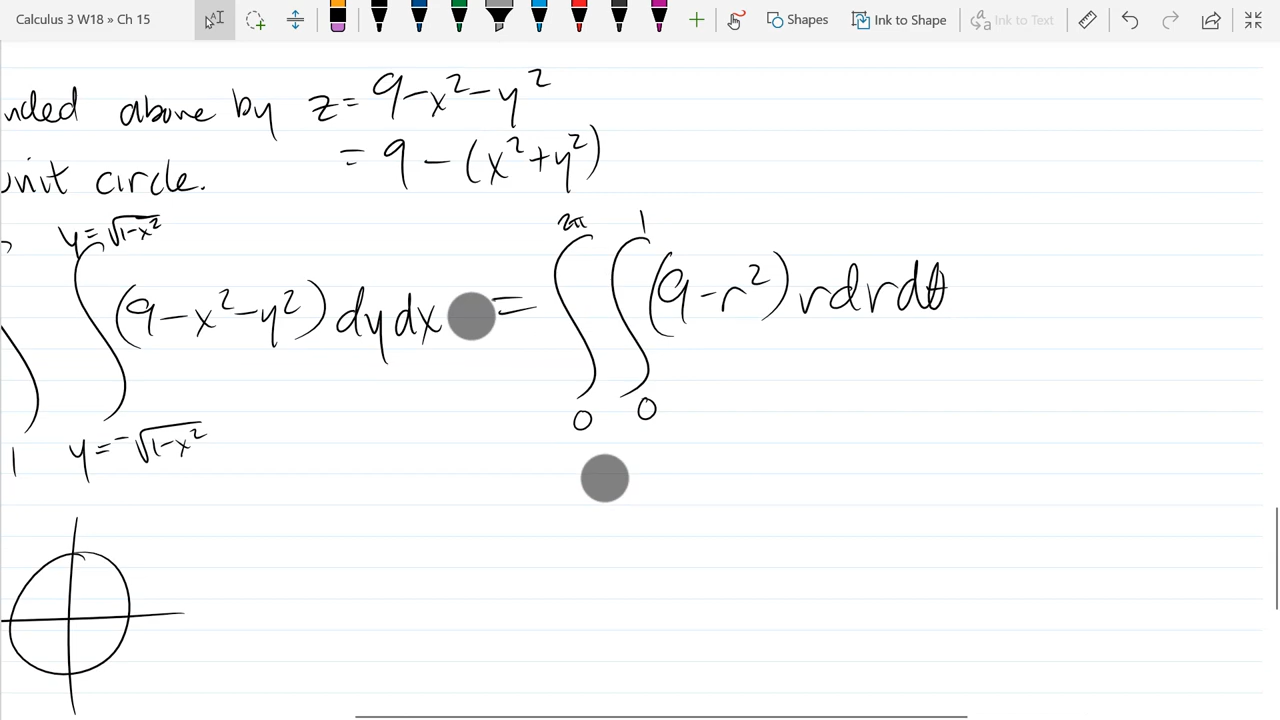 Calculus 3 W18 » Ch 15
Shapes
Ink to Shape
Ink to Text
nded above by z = 9-x²-y²
= 9 - (x²+y²)
unit circle.
y = √1-x²
2π 1
∫ ∫ (9-x²-y²) dy dx = ∫ ∫ (9-r²) r dr dθ
0 0
1 y = -√1-x²